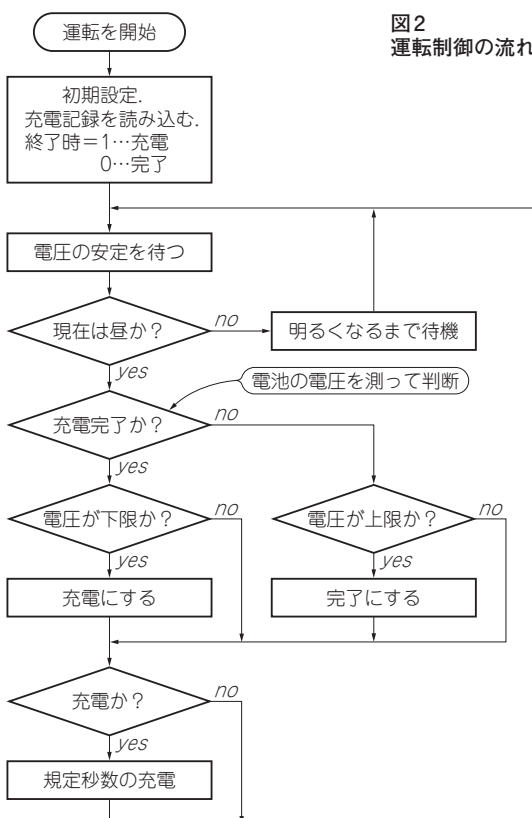 図2
運転制御の流れ
運転を開始
初期設定.
充電記録を読み込む.
終了時＝1…充電
0…完了
電圧の安定を待つ
現在は昼か？
no
明るくなるまで待機
yes
電池の電圧を測って判断
充電完了か？
no
yes
電圧が下限か？
no
電圧が上限か？
no
yes
yes
充電にする
完了にする
充電か？
no
yes
規定秒数の充電